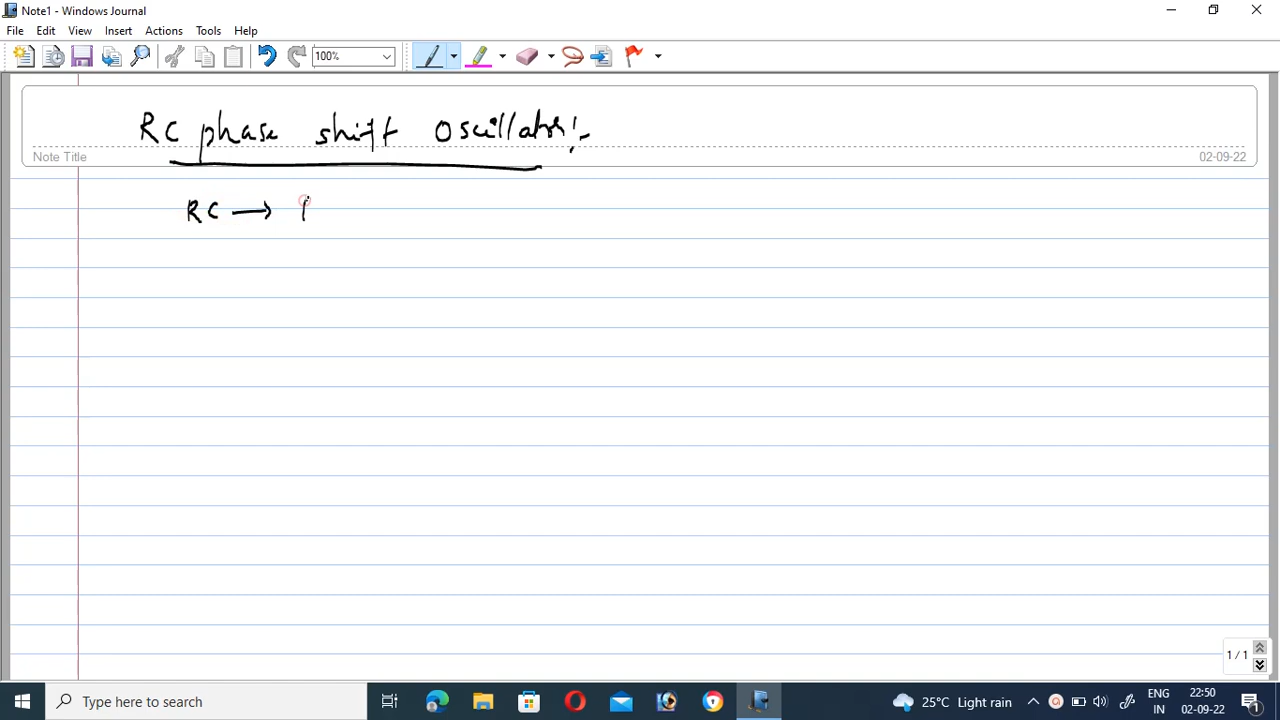 Note1 - Windows Journal
File Edit View Insert Actions Tools Help
100%
RC phase shift Oscillator:-
Note Title
02-09-22
RC → 
1 / 1
Type here to search
25°C Light rain
ENG
IN
22:50
02-09-22
1